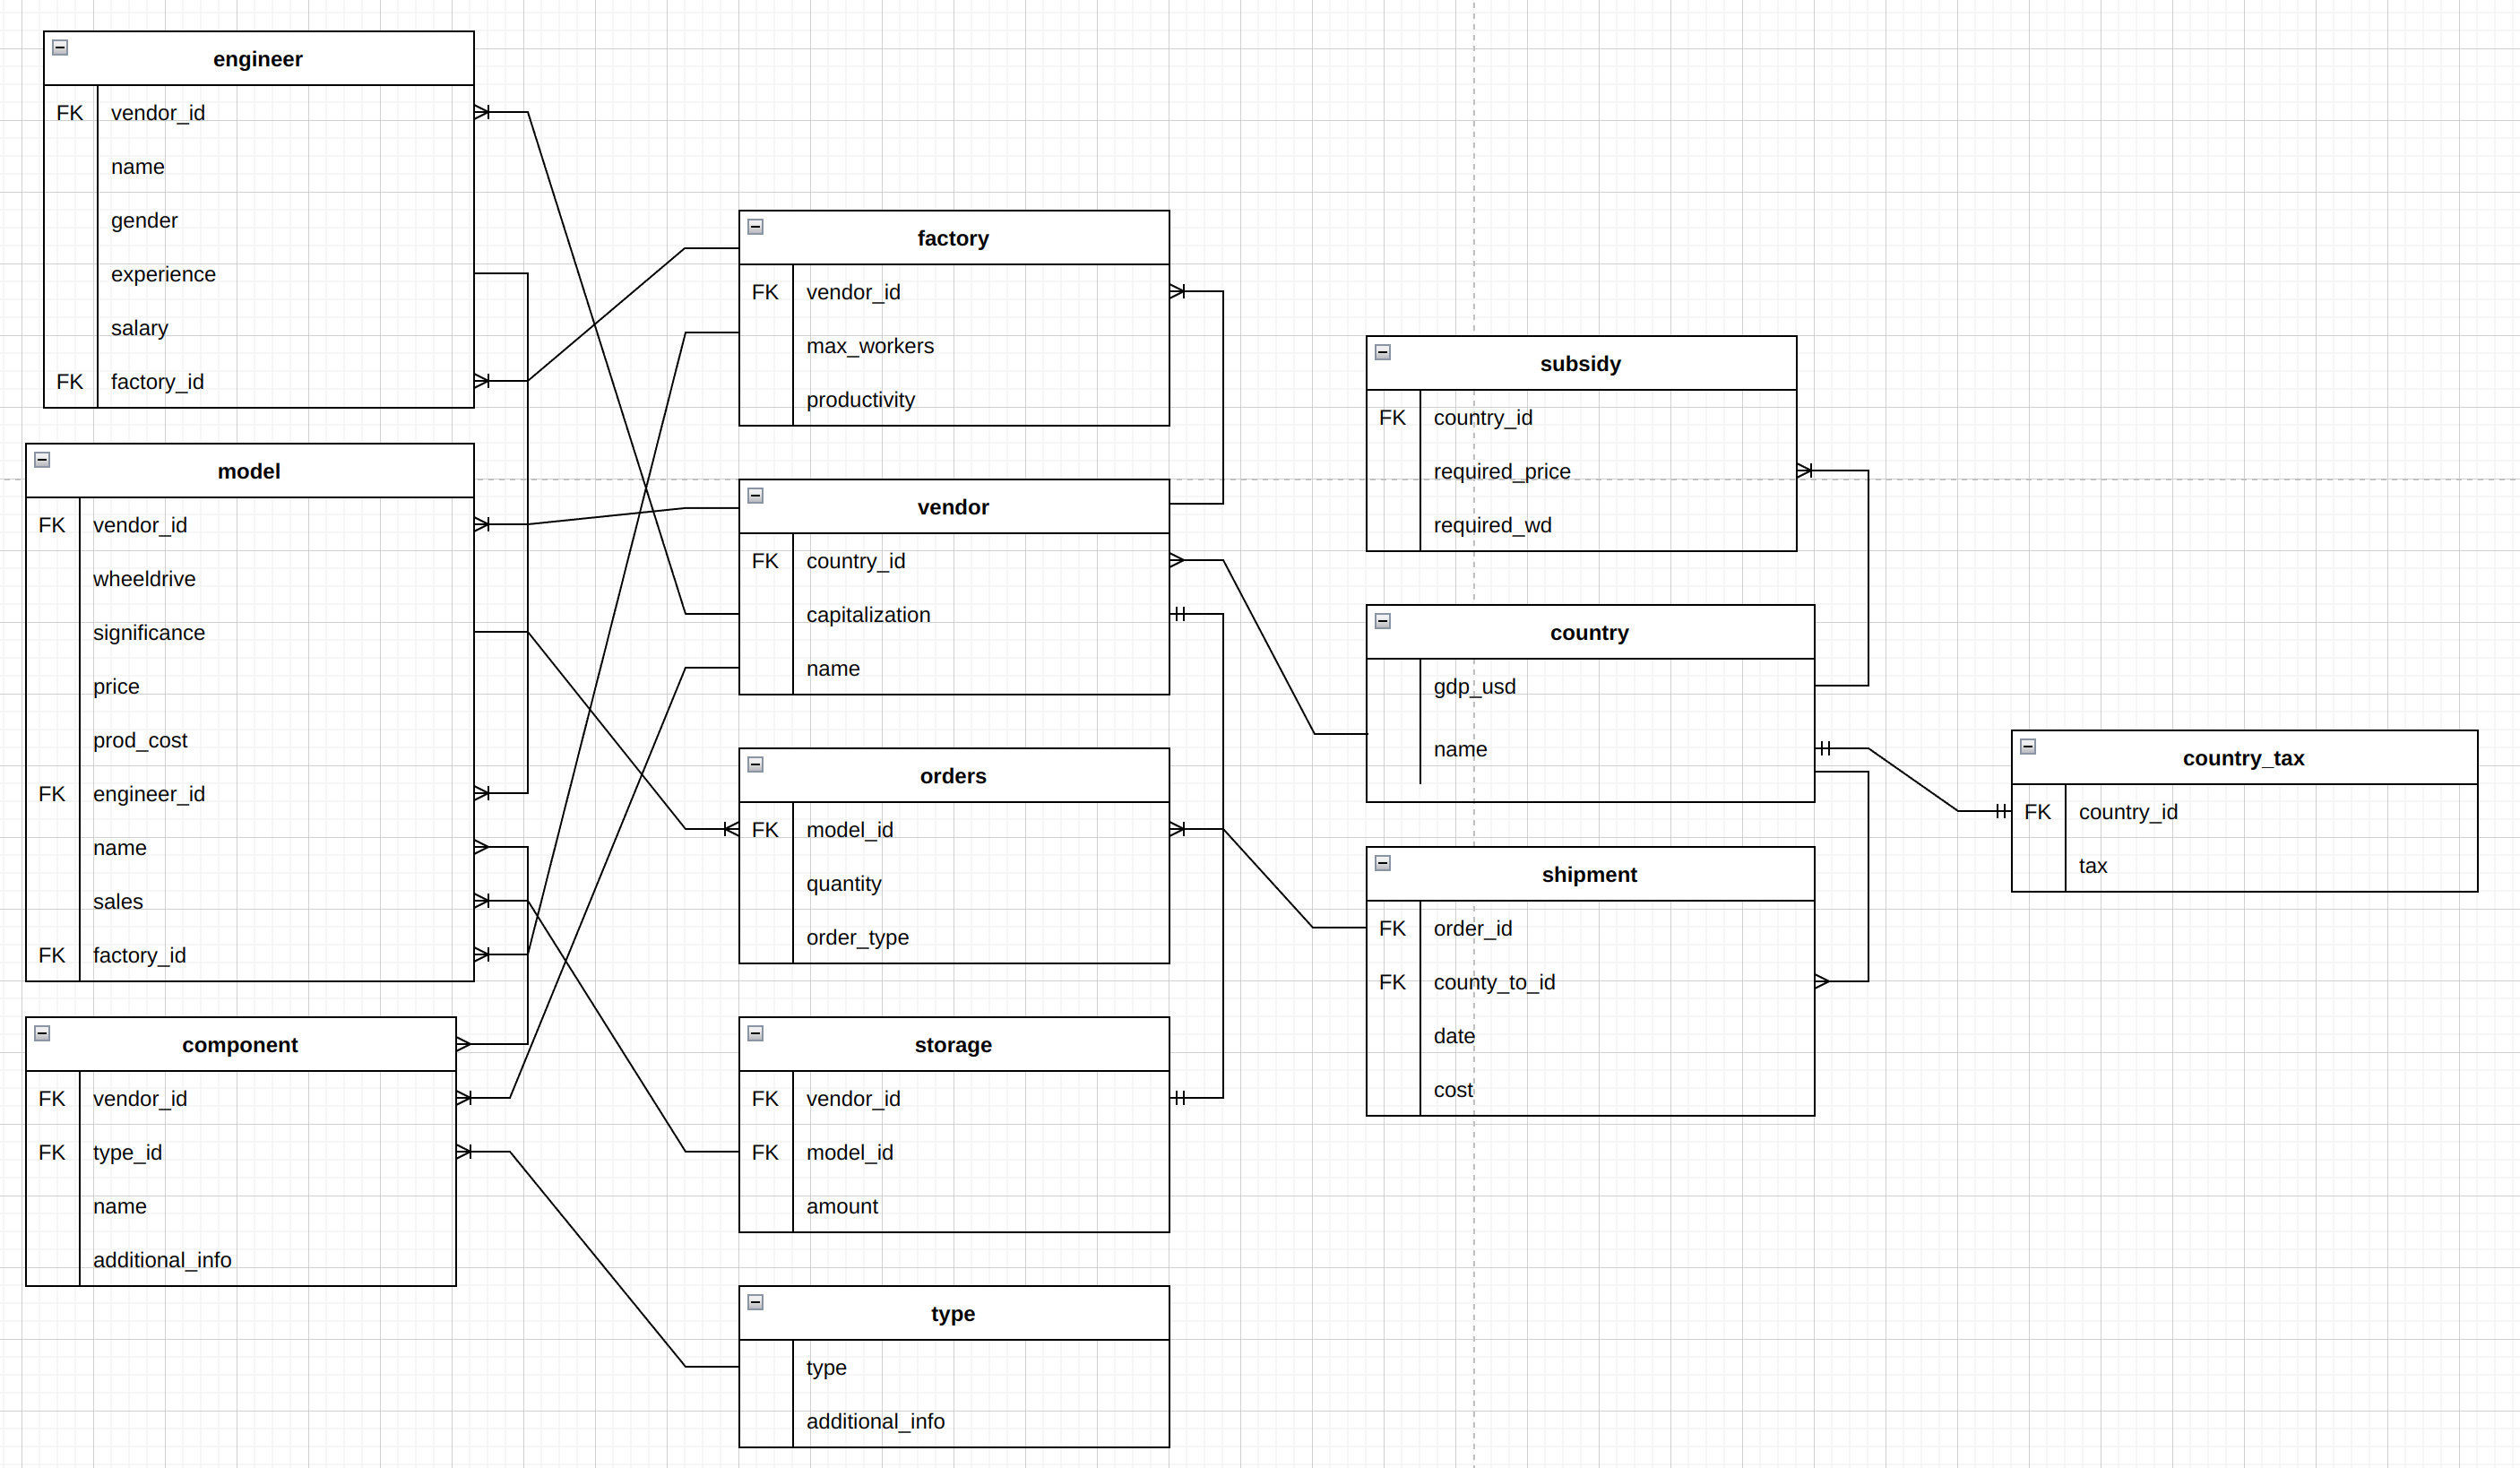 engineer
FK vendor_id
name
gender
experience
salary
FK factory_id
model
FK vendor_id
wheeldrive
significance
price
prod_cost
FK engineer_id
name
sales
FK factory_id
component
FK vendor_id
FK type_id
name
additional_info
factory
FK vendor_id
max_workers
productivity
vendor
FK country_id
capitalization
name
orders
FK model_id
quantity
order_type
storage
FK vendor_id
FK model_id
amount
type
type
additional_info
subsidy
FK country_id
required_price
required_wd
country
gdp_usd
name
shipment
FK order_id
FK county_to_id
date
cost
country_tax
FK country_id
tax